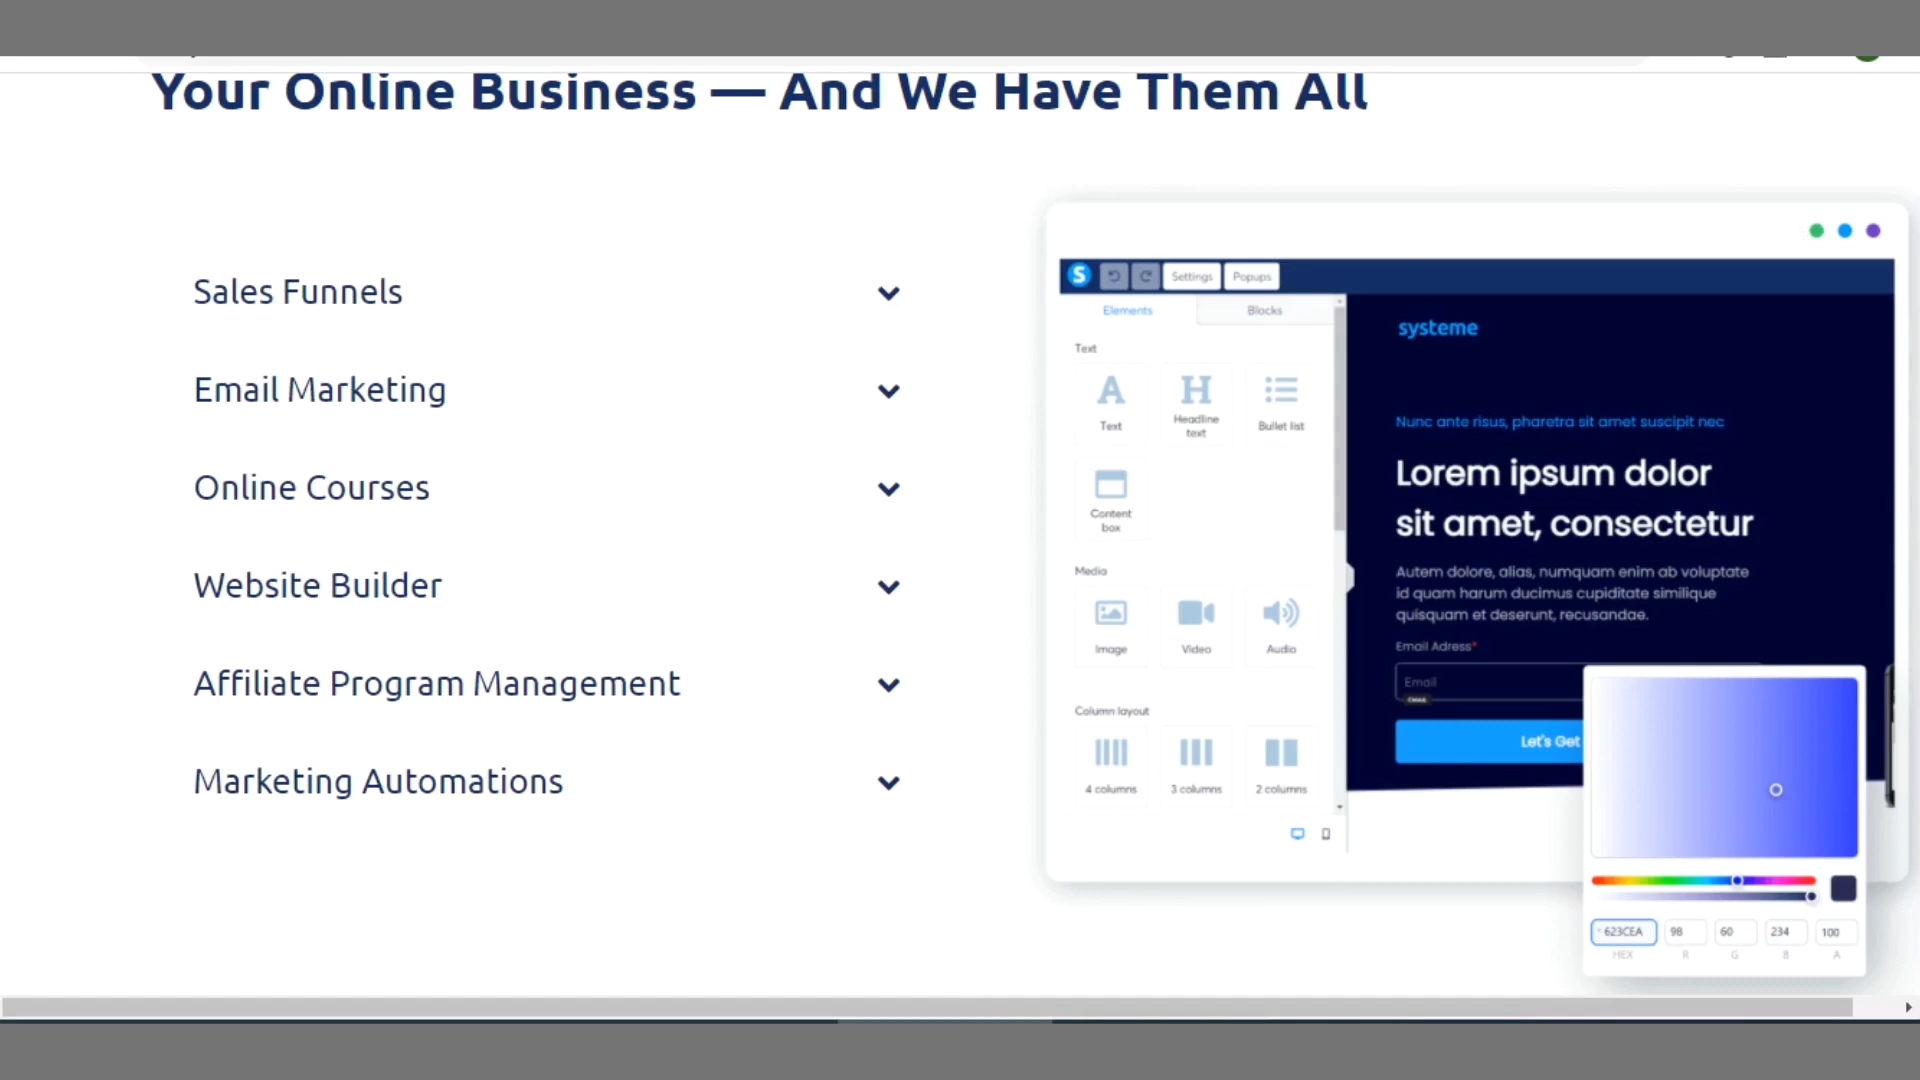 Your Online Business — And We Have Them All
Sales Funnels
Email Marketing
Online Courses
Website Builder
Affiliate Program Management
Marketing Automations
S
Settings
Popups
Elements
Blocks
Text
Text
Headline
text
Bullet list
Content
box
Media
Image
Video
Audio
Column layout
4 columns
3 columns
2 columns
systeme
Nunc ante risus, pharetra sit amet suscipit nec
Lorem ipsum dolor
sit amet, consectetur
Autem dolore, alias, numquam enim ab voluptate
id quam harum ducimus cupiditate similique
quisquam et deserunt, recusandae.
Email Adress*
Email
EMAIL
Let's Get
623CEA
98
60
234
100
HEX
R
G
B
A